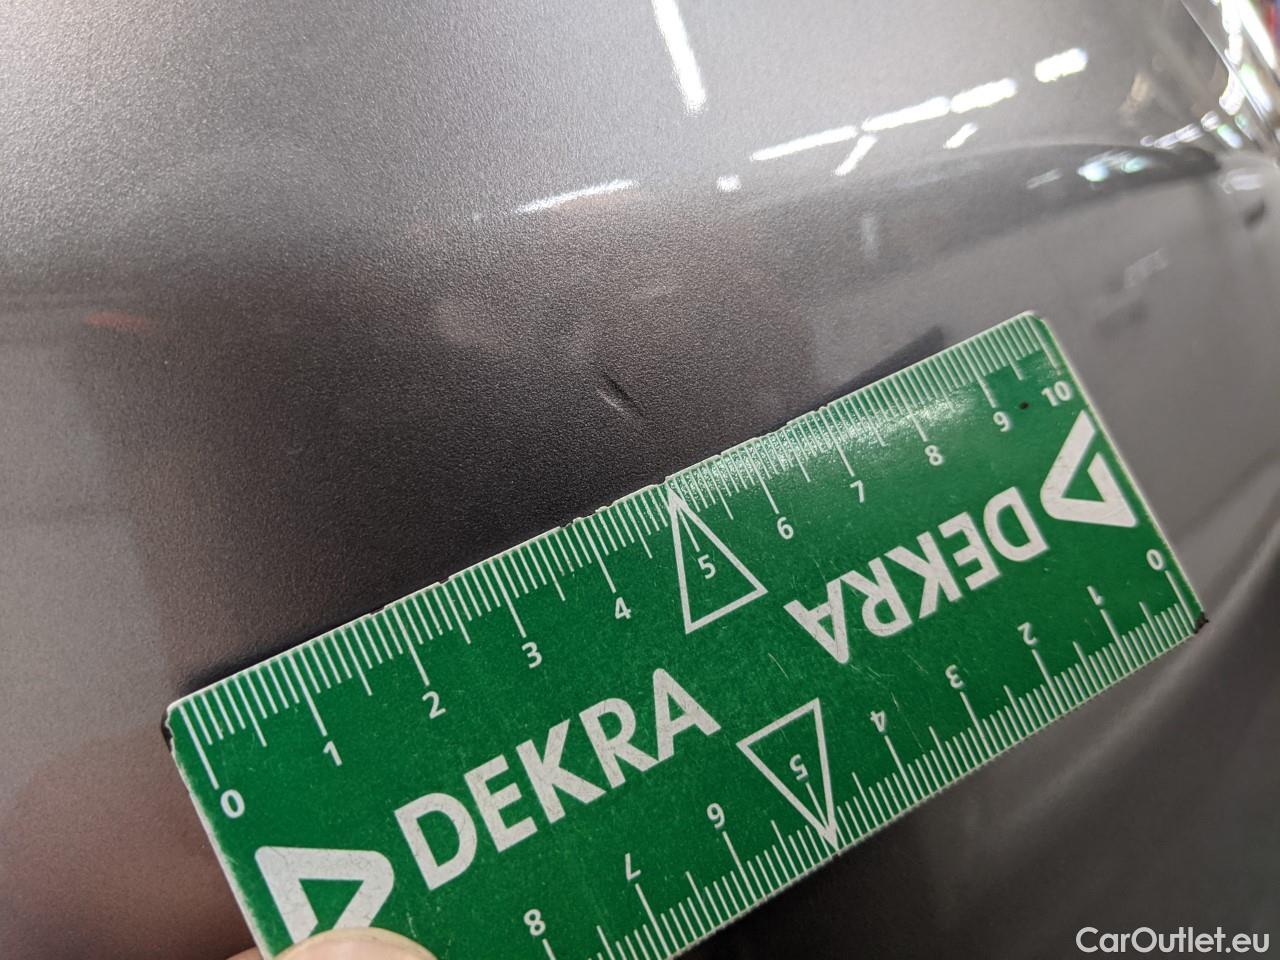 0 1 2 3 4 5 6 7 8 9 10
DEKRA
DEKRA
0 1 2 3 4 5 6 7 8
CarOutlet.eu